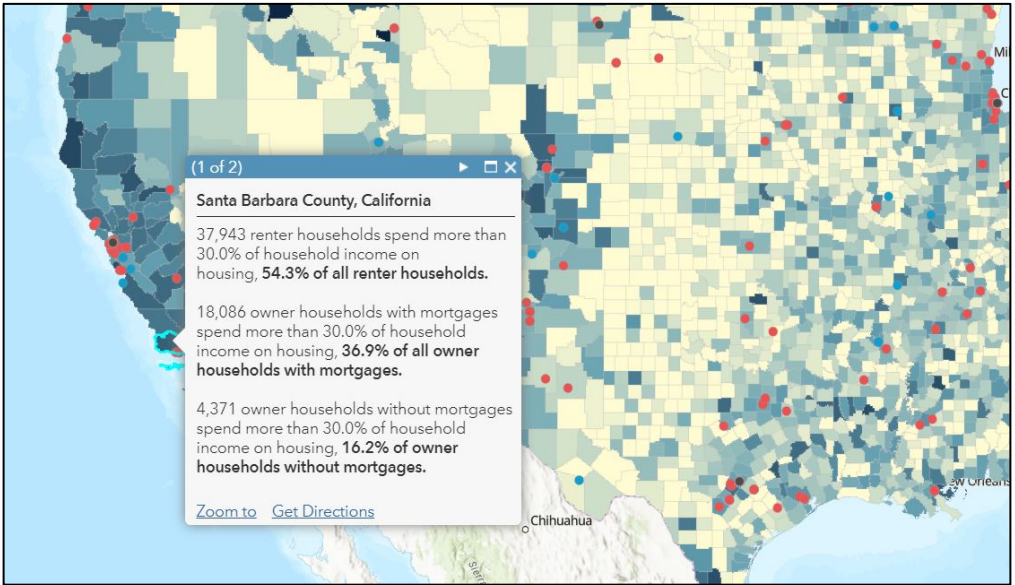 (1 of 2)
Santa Barbara County, California
37,943 renter households spend more than
30.0% of household income on
housing, 54.3% of all renter households.
18,086 owner households with mortgages
spend more than 30.0% of household
income on housing, 36.9% of all owner
households with mortgages.
4,371 owner households without mortgages
spend more than 30.0% of household
income on housing, 16.2% of owner
households without mortgages.
Zoom to Get Directions
Mil
C
New Orleans
Chihuahua
Sierr